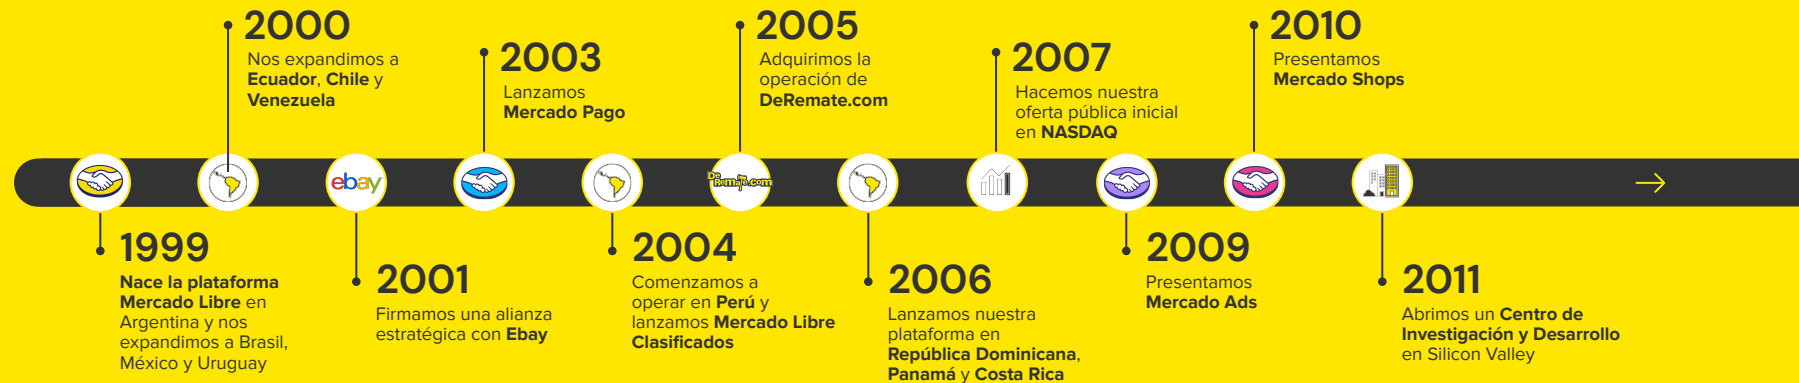 2000
Nos expandimos a
Ecuador, Chile y
Venezuela
2003
Lanzamos
Mercado Pago
2005
Adquirimos la
operación de
DeRemate.com
2007
Hacemos nuestra
oferta pública inicial
en NASDAQ
2010
Presentamos
Mercado Shops
ebay
DeRemate.com
1999
Nace la plataforma
Mercado Libre en
Argentina y nos
expandimos a Brasil,
México y Uruguay
2001
Firmamos una alianza
estratégica con Ebay
2004
Comenzamos a
operar en Perú y
lanzamos Mercado Libre
Clasificados
2006
Lanzamos nuestra
plataforma en
República Dominicana,
Panamá y Costa Rica
2009
Presentamos
Mercado Ads
2011
Abrimos un Centro de
Investigación y Desarrollo
en Silicon Valley